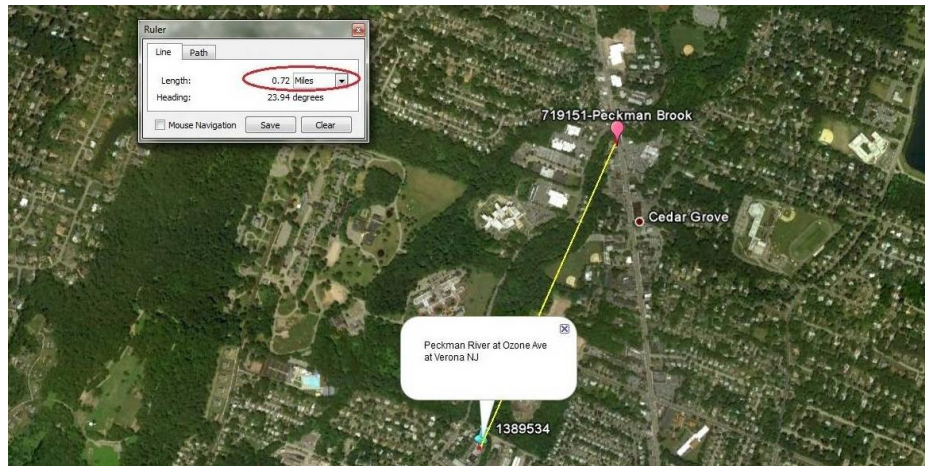 Ruler
Line Path
Length: 0.72 Miles
Heading: 23.94 degrees
Mouse Navigation Save Clear
719151-Peckman Brook
Cedar Grove
Peckman River at Ozone Ave
at Verona NJ
1389534